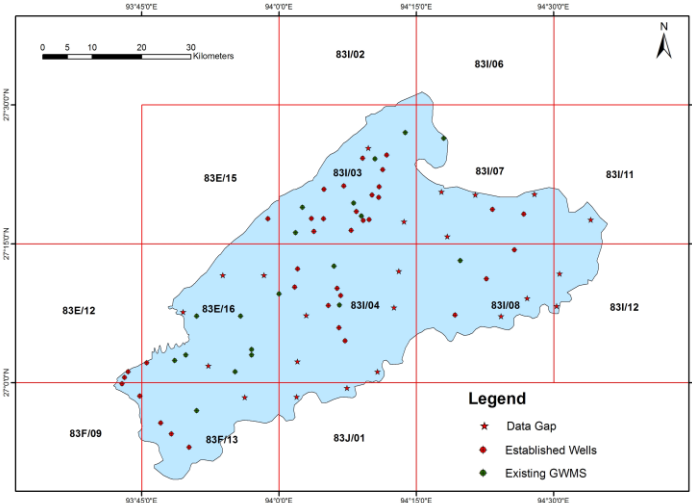 93°45'0"E 94°0'0"E 94°15'0"E 94°30'0"E
N
0 5 10 20 30
Kilometers
83I/02
83I/06
27°30'0"N
83E/15
83I/03
83I/07
83I/11
27°15'0"N
83E/12
83E/16
83I/04
83I/08
83I/12
27°0'0"N
83F/09
83F/13
83J/01
Legend
Data Gap
Established Wells
Existing GWMS
93°45'0"E 94°0'0"E 94°15'0"E 94°30'0"E